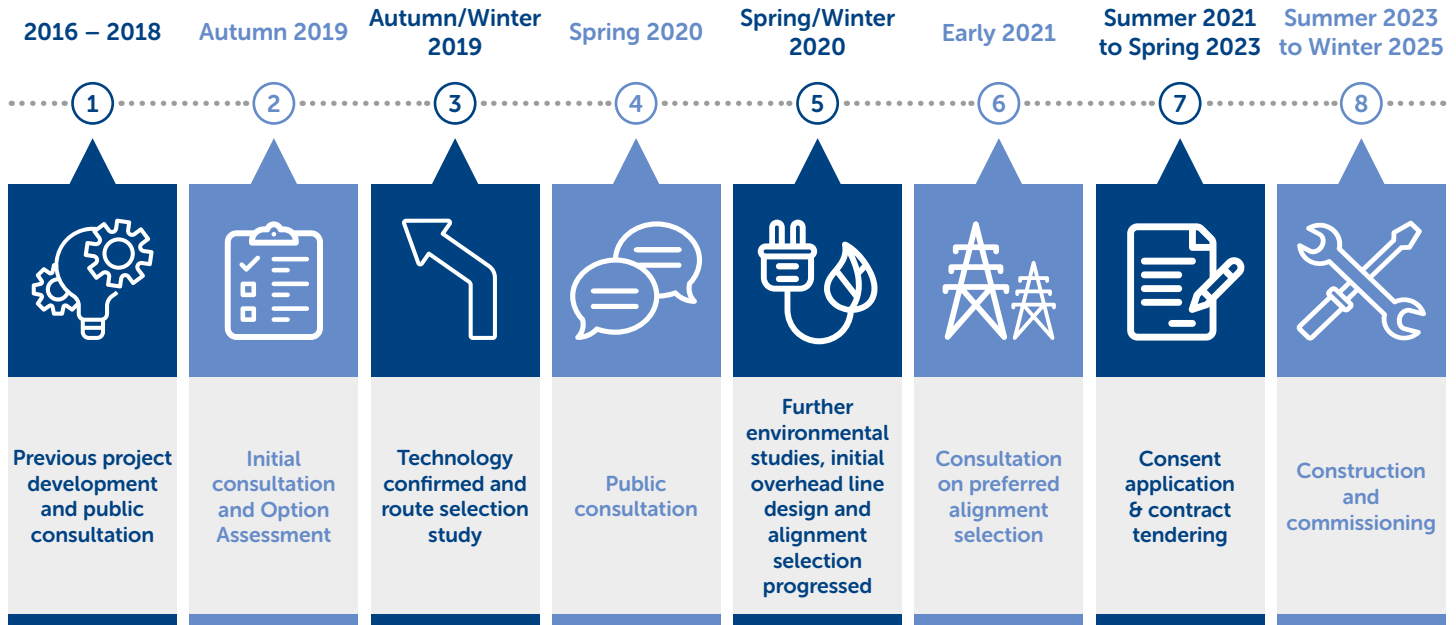 2016 – 2018
Autumn 2019
Autumn/Winter
2019
Spring 2020
Spring/Winter
2020
Early 2021
Summer 2021
to Spring 2023
Summer 2023
to Winter 2025
1
2
3
4
5
6
7
8
Previous project
development
and public
consultation
Initial
consultation
and Option
Assessment
Technology
confirmed and
route selection
study
Public
consultation
Further
environmental
studies, initial
overhead line
design and
alignment
selection
progressed
Consultation
on preferred
alignment
selection
Consent
application
& contract
tendering
Construction
and
commissioning